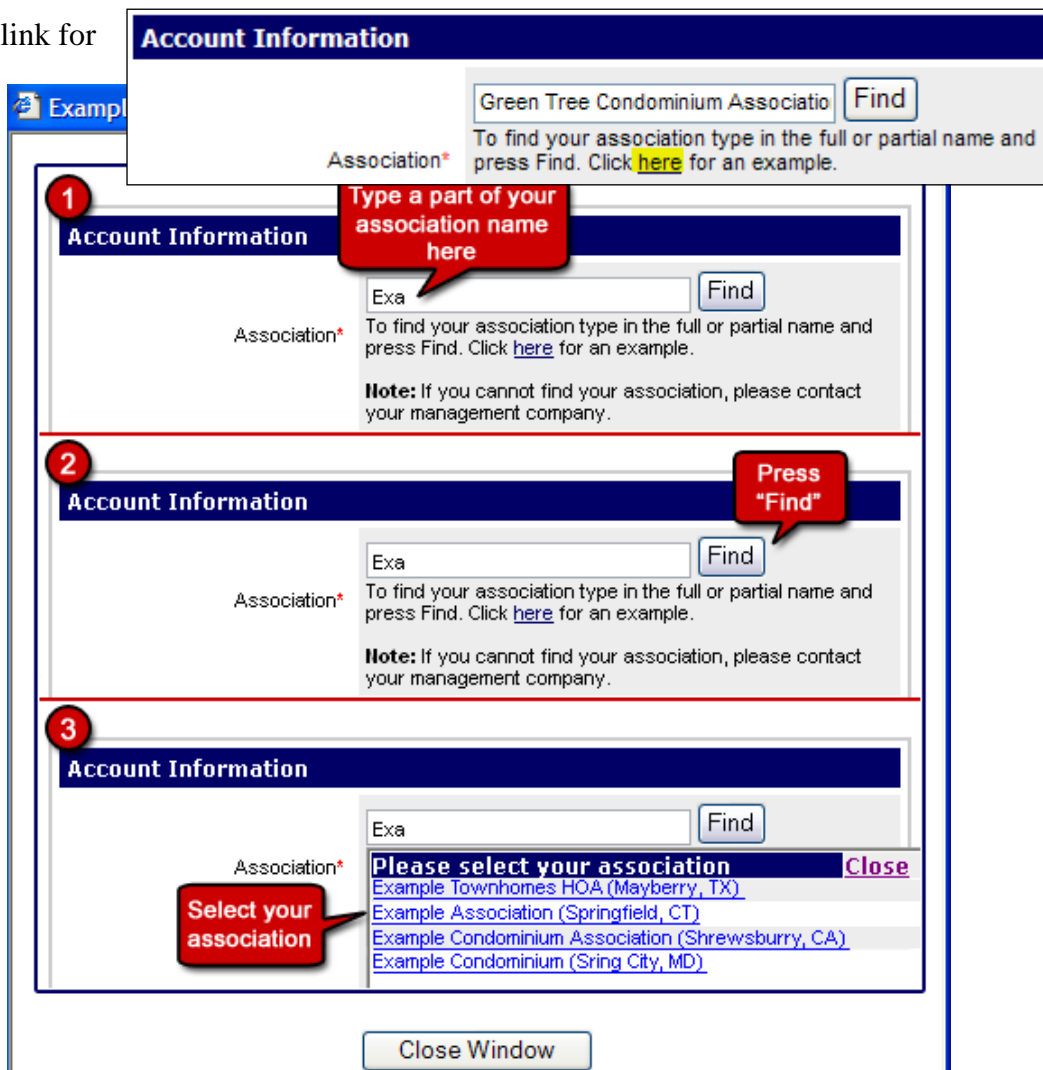 link for
Account Information
Green Tree Condominium Associatio
Find
To find your association type in the full or partial name and
Association*
press Find. Click here for an example.
Exampl
1
Type a part of your
association name
here
Account Information
Exa
Find
To find your association type in the full or partial name and
Association*
press Find. Click here for an example.
Note: If you cannot find your association, please contact
your management company.
2
Press
"Find"
Account Information
Exa
Find
To find your association type in the full or partial name and
Association*
press Find. Click here for an example.
Note: If you cannot find your association, please contact
your management company.
3
Account Information
Exa
Find
Association*
Please select your association Close
Example Townhomes HOA (Mayberry, TX)
Select your
association
Example Association (Springfield, CT)
Example Condominium Association (Shrewsburry, CA)
Example Condominium (Sring City, MD)
Close Window